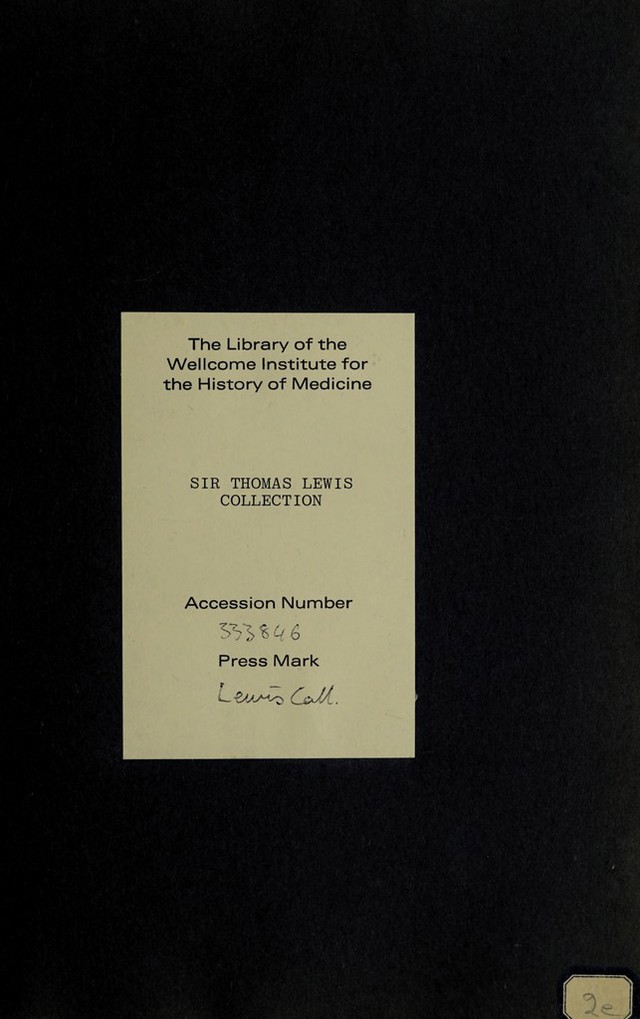 The Library of the
Wellcome Institute for
the History of Medicine
SIR THOMAS LEWIS
COLLECTION
Accession Number
333846
Press Mark
Lewis Coll.
2e